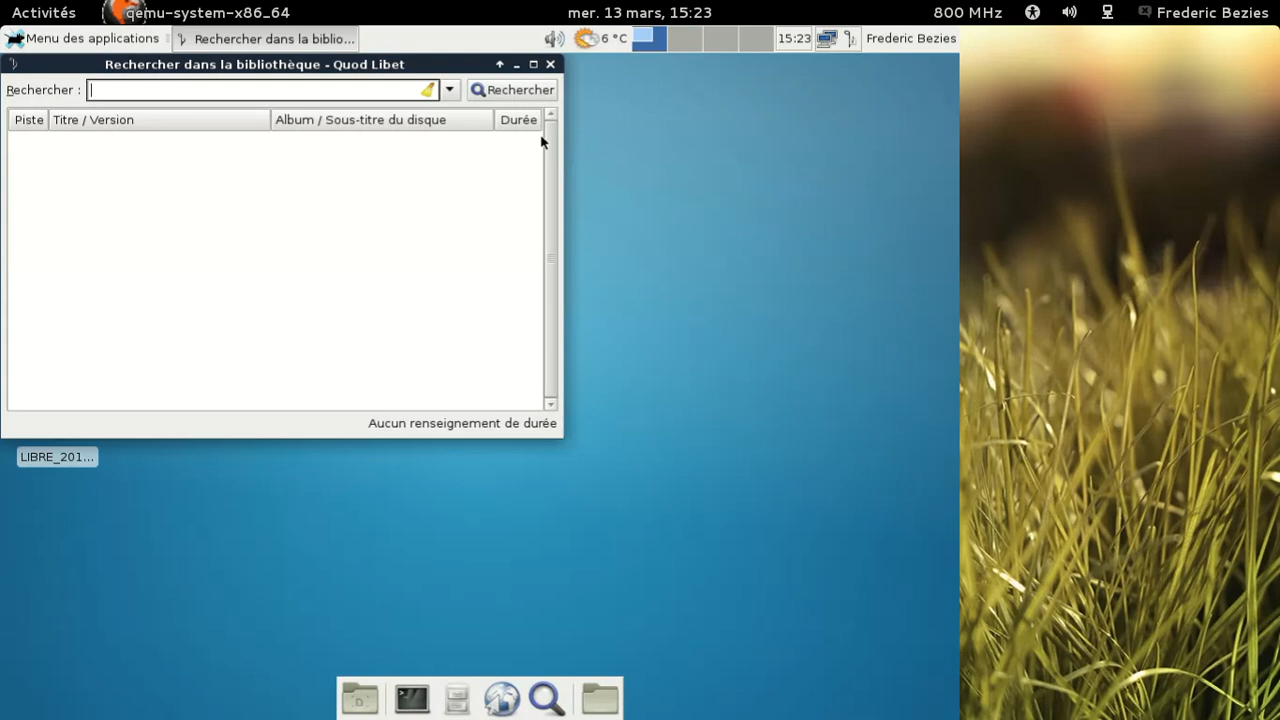 Activités qemu-system-x86_64 mer. 13 mars, 15:23 800 MHz Frederic Bezies
Menu des applications Rechercher dans la biblio... 6 °C 15:23 Frederic Bezies
Rechercher dans la bibliothèque - Quod Libet
Rechercher : Rechercher
Piste Titre / Version Album / Sous-titre du disque Durée
Aucun renseignement de durée
LIBRE_201...